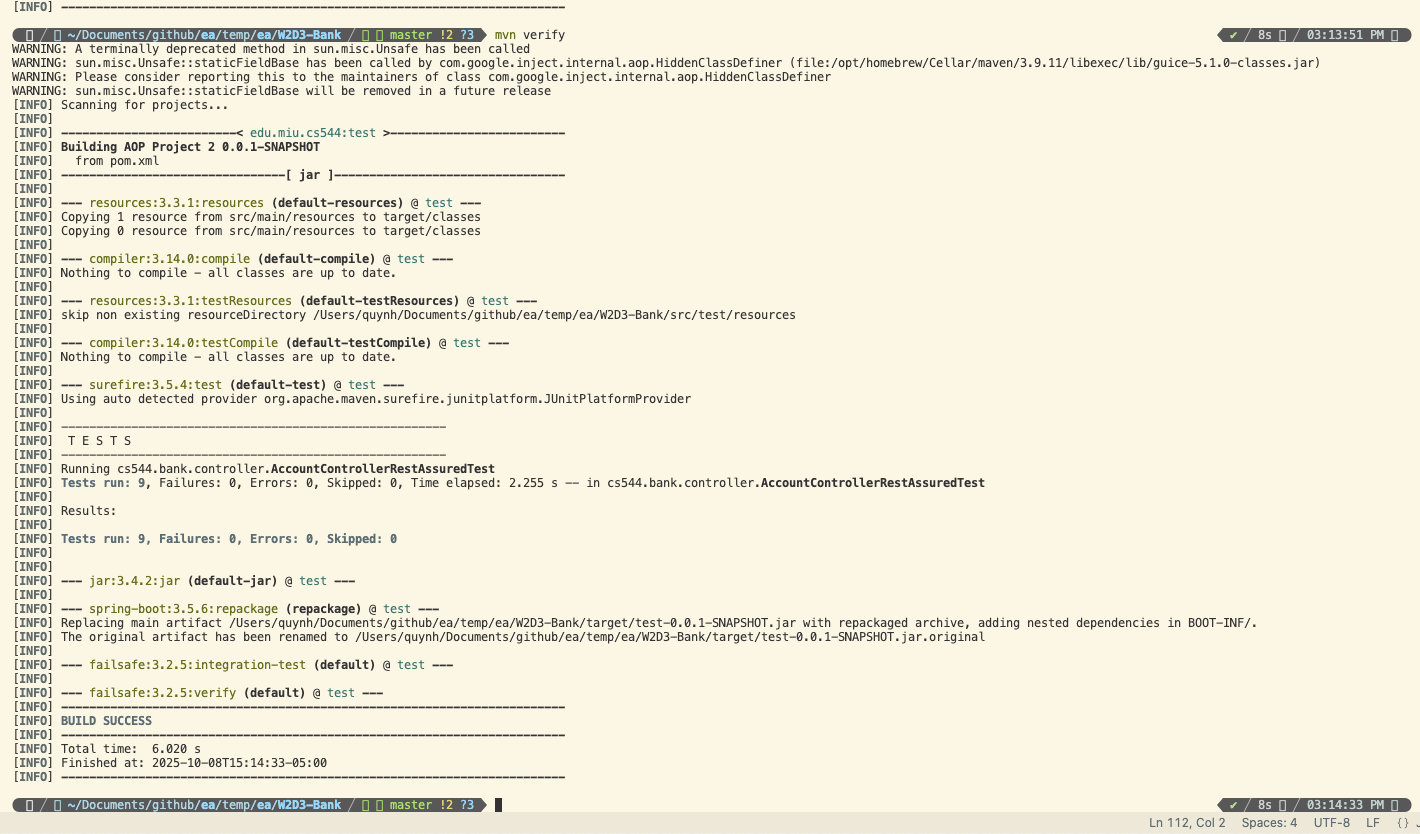 [INFO] ------------------------------------------------------------------------
~/Documents/github/ea/temp/ea/W2D3-Bank / master !2 ?3 mvn verify ✔ / 8s / 03:13:51 PM
WARNING: A terminally deprecated method in sun.misc.Unsafe has been called
WARNING: sun.misc.Unsafe::staticFieldBase has been called by com.google.inject.internal.aop.HiddenClassDefiner (file:/opt/homebrew/Cellar/maven/3.9.11/libexec/lib/guice-5.1.0-classes.jar)
WARNING: Please consider reporting this to the maintainers of class com.google.inject.internal.aop.HiddenClassDefiner
WARNING: sun.misc.Unsafe::staticFieldBase will be removed in a future release
[INFO] Scanning for projects...
[INFO]
[INFO] -------------------------< edu.miu.cs544:test >-------------------------
[INFO] Building AOP Project 2 0.0.1-SNAPSHOT
[INFO]   from pom.xml
[INFO] --------------------------------[ jar ]---------------------------------
[INFO]
[INFO] --- resources:3.3.1:resources (default-resources) @ test ---
[INFO] Copying 1 resource from src/main/resources to target/classes
[INFO] Copying 0 resource from src/main/resources to target/classes
[INFO]
[INFO] --- compiler:3.14.0:compile (default-compile) @ test ---
[INFO] Nothing to compile - all classes are up to date.
[INFO]
[INFO] --- resources:3.3.1:testResources (default-testResources) @ test ---
[INFO] skip non existing resourceDirectory /Users/quynh/Documents/github/ea/temp/ea/W2D3-Bank/src/test/resources
[INFO]
[INFO] --- compiler:3.14.0:testCompile (default-testCompile) @ test ---
[INFO] Nothing to compile - all classes are up to date.
[INFO]
[INFO] --- surefire:3.5.4:test (default-test) @ test ---
[INFO] Using auto detected provider org.apache.maven.surefire.junitplatform.JUnitPlatformProvider
[INFO]
[INFO] -------------------------------------------------------
[INFO]  T E S T S
[INFO] -------------------------------------------------------
[INFO] Running cs544.bank.controller.AccountControllerRestAssuredTest
[INFO] Tests run: 9, Failures: 0, Errors: 0, Skipped: 0, Time elapsed: 2.255 s -- in cs544.bank.controller.AccountControllerRestAssuredTest
[INFO]
[INFO] Results:
[INFO]
[INFO] Tests run: 9, Failures: 0, Errors: 0, Skipped: 0
[INFO]
[INFO]
[INFO] --- jar:3.4.2:jar (default-jar) @ test ---
[INFO]
[INFO] --- spring-boot:3.5.6:repackage (repackage) @ test ---
[INFO] Replacing main artifact /Users/quynh/Documents/github/ea/temp/ea/W2D3-Bank/target/test-0.0.1-SNAPSHOT.jar with repackaged archive, adding nested dependencies in BOOT-INF/.
[INFO] The original artifact has been renamed to /Users/quynh/Documents/github/ea/temp/ea/W2D3-Bank/target/test-0.0.1-SNAPSHOT.jar.original
[INFO]
[INFO] --- failsafe:3.2.5:integration-test (default) @ test ---
[INFO]
[INFO] --- failsafe:3.2.5:verify (default) @ test ---
[INFO] ------------------------------------------------------------------------
[INFO] BUILD SUCCESS
[INFO] ------------------------------------------------------------------------
[INFO] Total time:  6.020 s
[INFO] Finished at: 2025-10-08T15:14:33-05:00
[INFO] ------------------------------------------------------------------------
~/Documents/github/ea/temp/ea/W2D3-Bank / master !2 ?3 ✔ / 8s / 03:14:33 PM
Ln 112, Col 2 Spaces: 4 UTF-8 LF {}